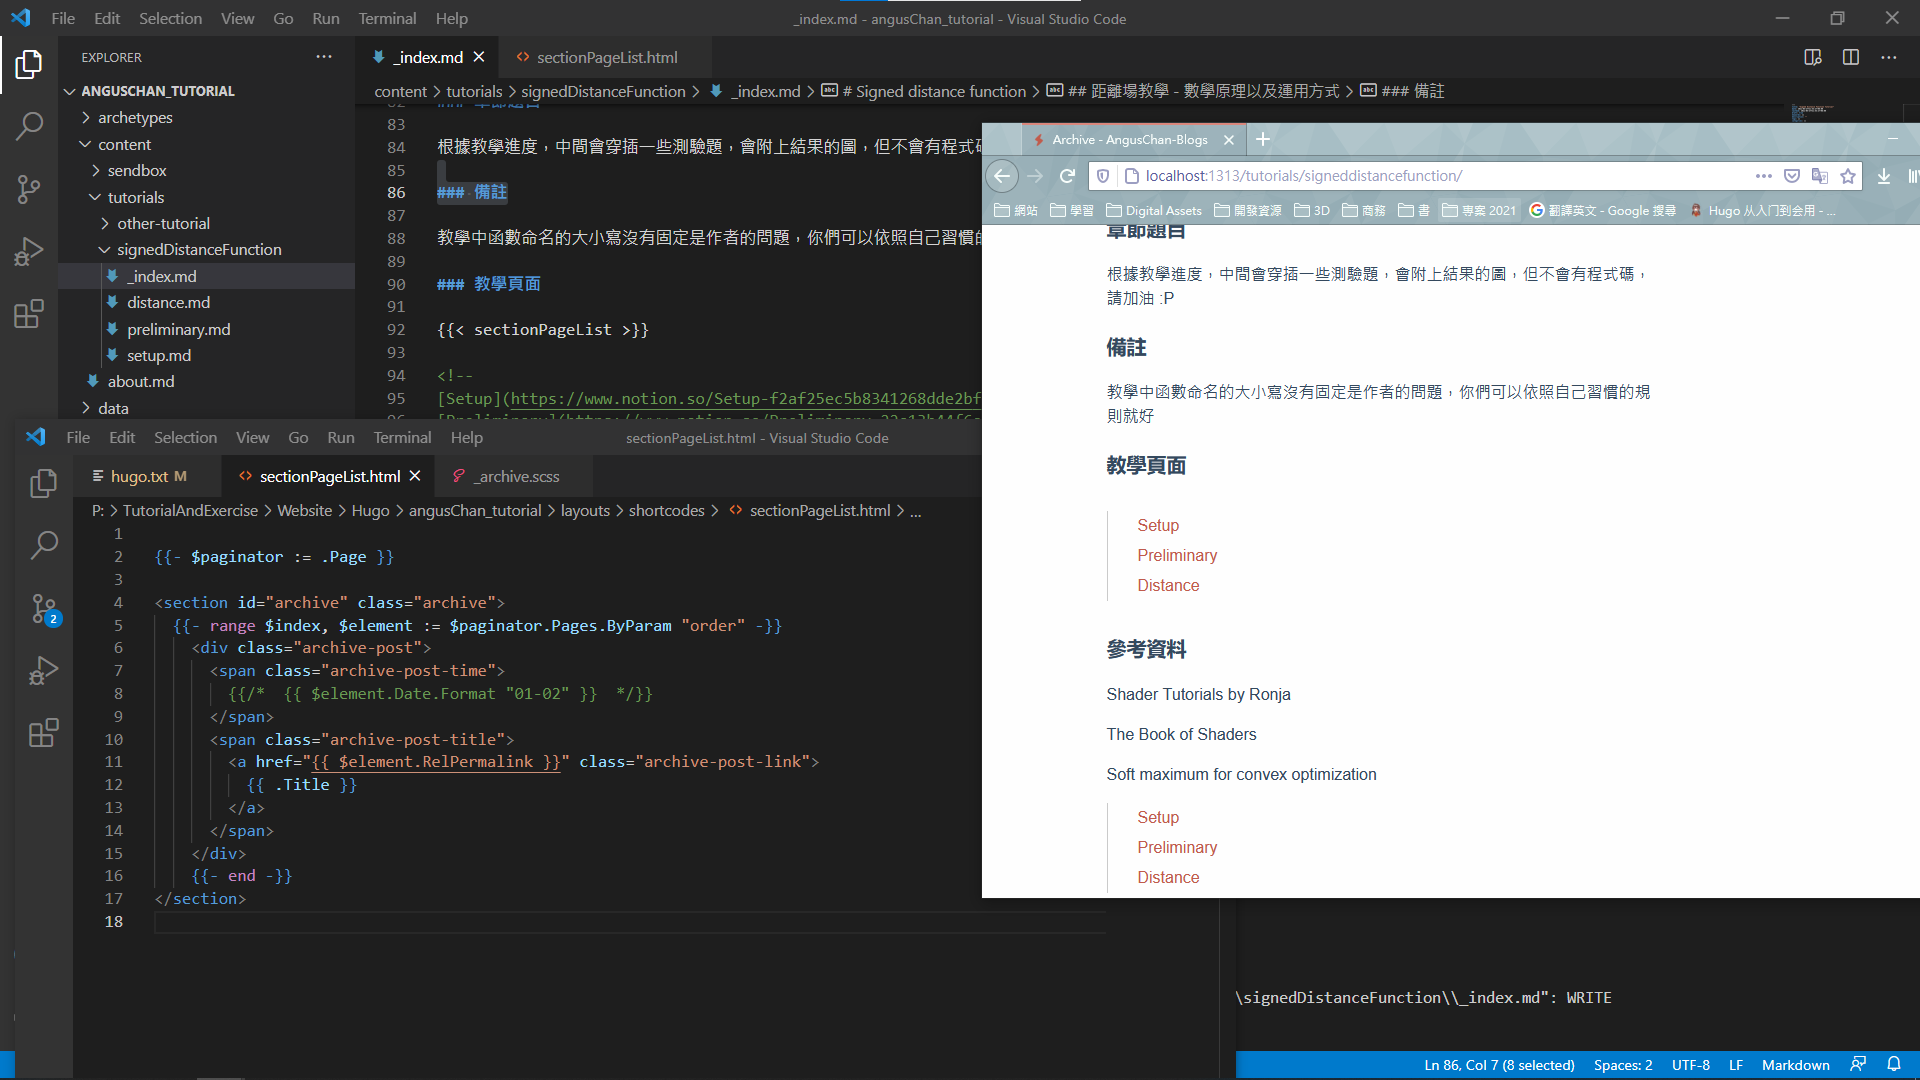 File Edit Selection View Go Run Terminal Help
_index.md - angusChan_tutorial - Visual Studio Code
EXPLORER
ANGUSCHAN_TUTORIAL
archetypes
content
sendbox
tutorials
other-tutorial
signedDistanceFunction
_index.md
distance.md
preliminary.md
setup.md
about.md
data
_index.md
sectionPageList.html
content > tutorials > signedDistanceFunction > _index.md > # Signed distance function > ## 距離場教學 - 數學原理以及運用方式 > ### 備註
83
84 根據教學進度，中間會穿插一些測驗題，會附上結果的圖，但不會有程式碼
85
86 ### 備註
87
88 教學中函數命名的大小寫沒有固定是作者的問題，你們可以依照自己習慣的
89
90 ### 教學頁面
91
92 {{< sectionPageList >}}
93
94 <!--
95 [Setup](https://www.notion.so/Setup-f2af25ec5b8341268dde2bf
Archive - AngusChan-Blogs
localhost:1313/tutorials/signeddistancefunction/
網站 學習 Digital Assets 開發資源 3D 商務 書 專案 2021 翻譯英文 - Google 搜尋 Hugo 从入门到会用 - ...
章節題目
根據教學進度，中間會穿插一些測驗題，會附上結果的圖，但不會有程式碼，
請加油 :P
備註
教學中函數命名的大小寫沒有固定是作者的問題，你們可以依照自己習慣的規
則就好
教學頁面
Setup
Preliminary
Distance
參考資料
Shader Tutorials by Ronja
The Book of Shaders
Soft maximum for convex optimization
Setup
Preliminary
Distance
File Edit Selection View Go Run Terminal Help
sectionPageList.html - Visual Studio Code
hugo.txt M
sectionPageList.html
_archive.scss
P: > TutorialAndExercise > Website > Hugo > angusChan_tutorial > layouts > shortcodes > sectionPageList.html > ...
2
1
2 {{- $paginator := .Page }}
3
4 <section id="archive" class="archive">
5 {{- range $index, $element := $paginator.Pages.ByParam "order" -}}
6 <div class="archive-post">
7 <span class="archive-post-time">
8 {{/*  {{ $element.Date.Format "01-02" }}  */}}
9 </span>
10 <span class="archive-post-title">
11 <a href="{{ $element.RelPermalink }}" class="archive-post-link">
12 {{ .Title }}
13 </a>
14 </span>
15 </div>
16 {{- end -}}
17 </section>
18
\signedDistanceFunction\\_index.md": WRITE
Ln 86, Col 7 (8 selected) Spaces: 2 UTF-8 LF Markdown